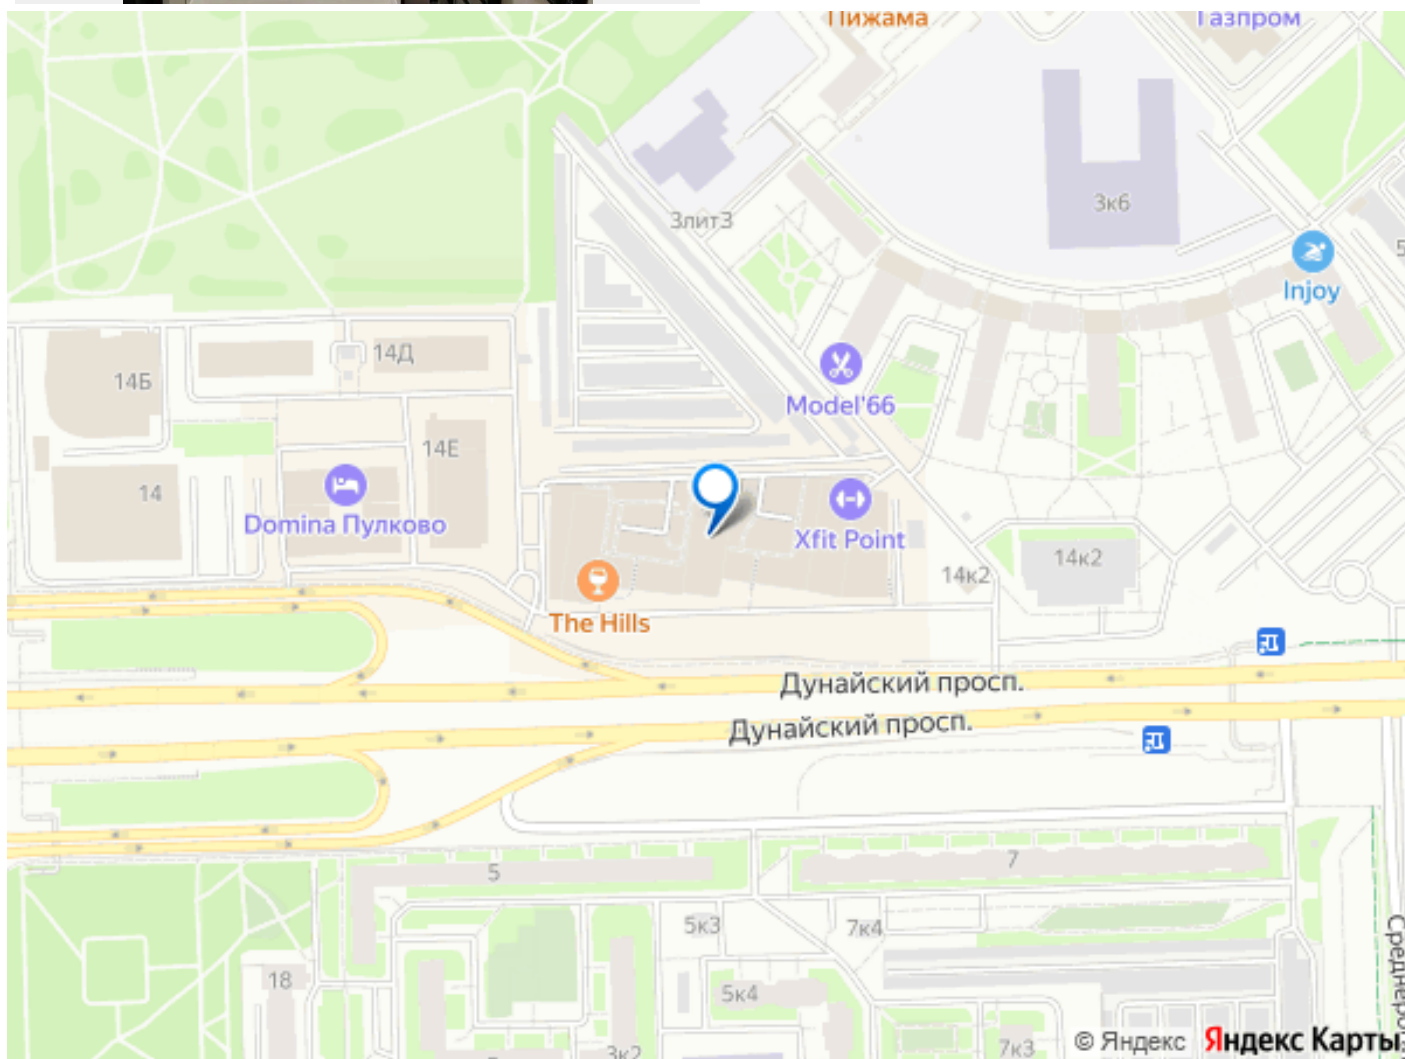 Пижама
Газпром
3к6
3лит3
Injoy
14Д
14Б
Model'66
14Е
14
Domina Пулково
Xfit Point
14к2
14к2
The Hills
Дунайский просп.
Дунайский просп.
7
5
5к3
7к4
18
5к4
3к2
7к3
© Яндекс Яндекс Карты